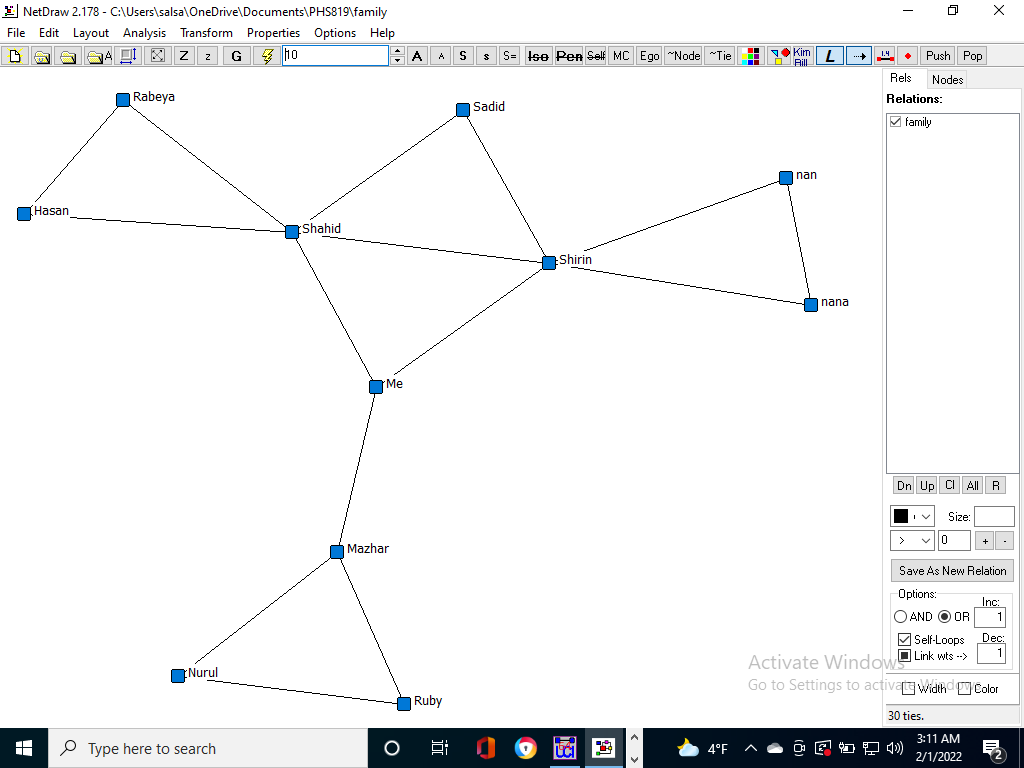 NetDraw 2.178 - C:\Users\salsa\OneDrive\Documents\PHS819\family
File Edit Layout Analysis Transform Properties Options Help
A Z z G 10 A A S s S= Iso Pen Self MC Ego ~Node ~Tie Kim Bill L Push Pop
Rels Nodes
Relations:
family
Rabeya
Sadid
nan
Hasan
Shahid
Shirin
nana
Me
Mazhar
Nurul
Ruby
Dn Up Cl All R
Size:
> 0 + -
Save As New Relation
Options:
Inc:
AND OR 1
Self-Loops Dec:
Link wts --> 1
Width Color
30 ties.
Activate Windows
Go to Settings to activate Windows.
Type here to search
UCI
4°F
3:11 AM
2/1/2022
2